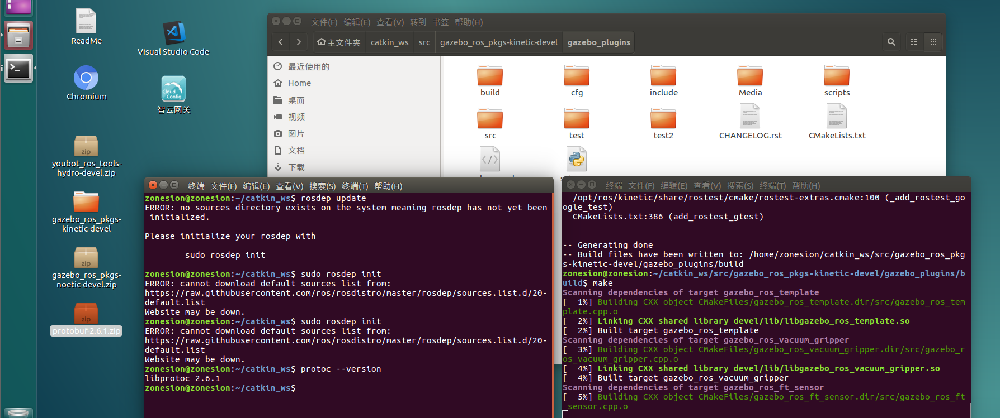 ReadMe
Visual Studio Code
Chromium
Cloud
Config
智云网关
zip
youbot_ros_tools-
hydro-devel.zip
gazebo_ros_pkgs-
kinetic-devel
zip
gazebo_ros_pkgs-
noetic-devel.zip
zip
protobuf-2.6.1.zip
文件(F) 编辑(E) 查看(V) 转到 书签 帮助(H)
主文件夹 catkin_ws src gazebo_ros_pkgs-kinetic-devel gazebo_plugins
最近使用的
Home
桌面
视频
图片
文档
下载
build cfg include Media scripts
src test test2 CHANGELOG.rst CMakeLists.txt
终端 文件(F) 编辑(E) 查看(V) 搜索(S) 终端(T) 帮助(H)
zonesion@zonesion:~/catkin_ws$ rosdep update
ERROR: no sources directory exists on the system meaning rosdep has not yet been
 initialized.
Please initialize your rosdep with
        sudo rosdep init
zonesion@zonesion:~/catkin_ws$ sudo rosdep init
ERROR: cannot download default sources list from:
https://raw.githubusercontent.com/ros/rosdistro/master/rosdep/sources.list.d/20-
default.list
Website may be down.
zonesion@zonesion:~/catkin_ws$ sudo rosdep init
ERROR: cannot download default sources list from:
https://raw.githubusercontent.com/ros/rosdistro/master/rosdep/sources.list.d/20-
default.list
Website may be down.
zonesion@zonesion:~/catkin_ws$ protoc --version
libprotoc 2.6.1
zonesion@zonesion:~/catkin_ws$
终端 文件(F) 编辑(E) 查看(V) 搜索(S) 终端(T) 帮助(H)
  /opt/ros/kinetic/share/rostest/cmake/rostest-extras.cmake:100 (_add_rostest_go
ogle_test)
  CMakeLists.txt:386 (add_rostest_gtest)
-- Generating done
-- Build files have been written to: /home/zonesion/catkin_ws/src/gazebo_ros_pkg
s-kinetic-devel/gazebo_plugins/build
zonesion@zonesion:~/catkin_ws/src/gazebo_ros_pkgs-kinetic-devel/gazebo_plugins/b
uild$ make
Scanning dependencies of target gazebo_ros_template
[  1%] Building CXX object CMakeFiles/gazebo_ros_template.dir/src/gazebo_ros_tem
plate.cpp.o
[  2%] Linking CXX shared library devel/lib/libgazebo_ros_template.so
[  2%] Built target gazebo_ros_template
Scanning dependencies of target gazebo_ros_vacuum_gripper
[  3%] Building CXX object CMakeFiles/gazebo_ros_vacuum_gripper.dir/src/gazebo_r
os_vacuum_gripper.cpp.o
[  4%] Linking CXX shared library devel/lib/libgazebo_ros_vacuum_gripper.so
[  4%] Built target gazebo_ros_vacuum_gripper
Scanning dependencies of target gazebo_ros_ft_sensor
[  5%] Building CXX object CMakeFiles/gazebo_ros_ft_sensor.dir/src/gazebo_ros_ft
_sensor.cpp.o